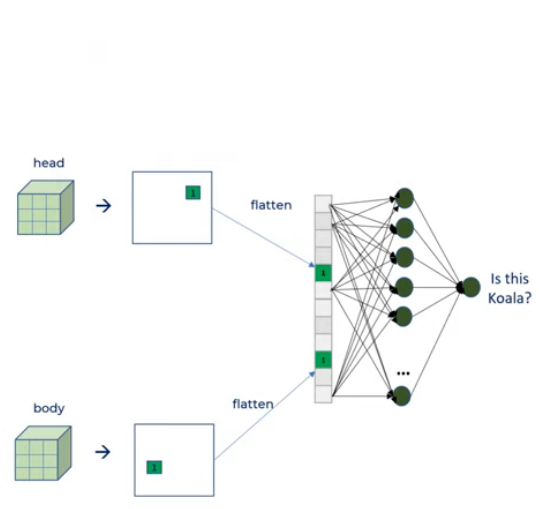 head
→
1
flatten
1
Is this
Koala?
1
...
flatten
body
→
1